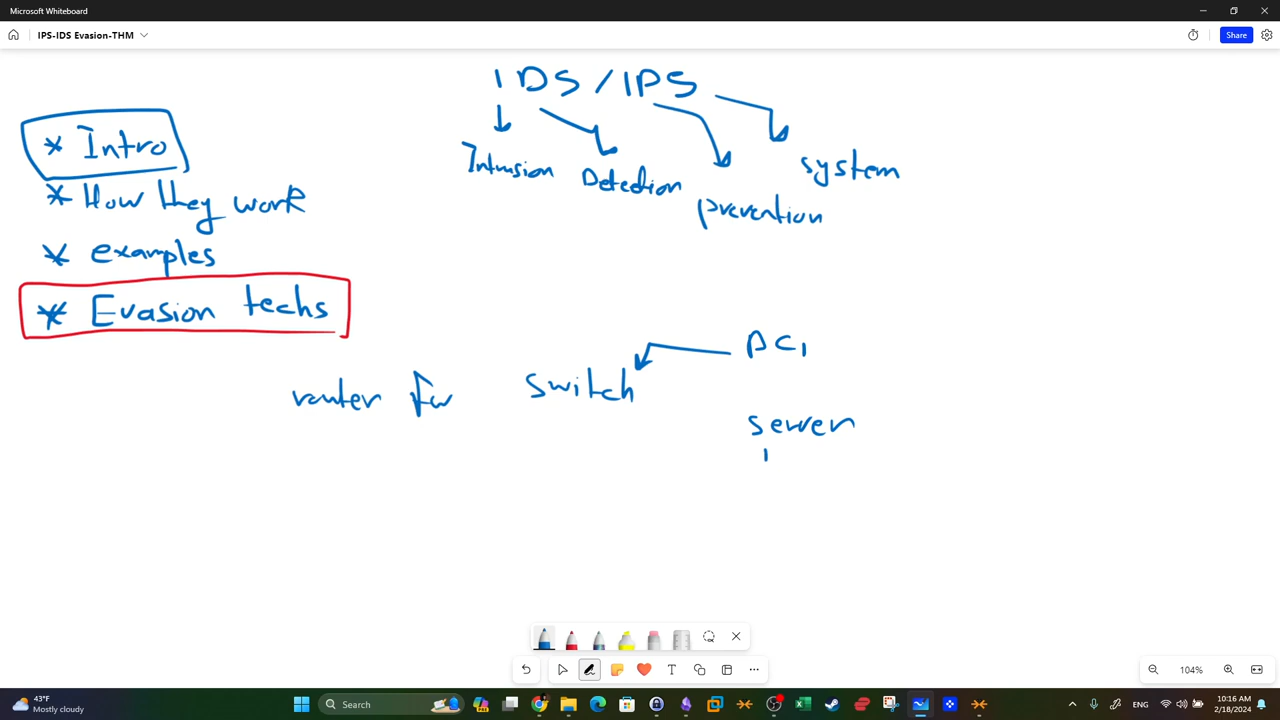 Microsoft Whiteboard
IPS-IDS Evasion-THM
Share
IDS/IPS
* Intro
Intrusion
Detection
system
prevention
* How they work
* examples
* Evasion techs
PC1
router fw switch
server
104%
43°F
Mostly cloudy
Search
ENG
10:16 AM
2/18/2024